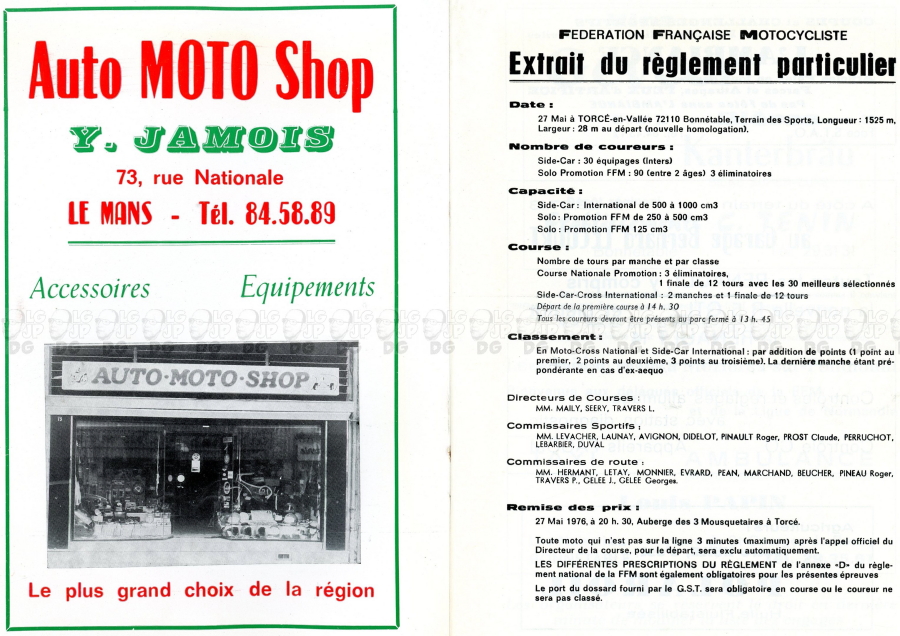 Auto MOTO Shop
Y. JAMOIS
73, rue Nationale
LE MANS - Tél. 84.58.89
Accessoires Equipements
AUTO·MOTO·SHOP
Le plus grand choix de la région
FEDERATION FRANÇAISE MOTOCYCLISTE
Extrait du règlement particulier
Date :
27 Mai à TORCÉ-en-Vallée 72110 Bonnétable, Terrain des Sports, Longueur : 1525 m,
Largeur : 28 m au départ (nouvelle homologation).
Nombre de coureurs :
Side-Car : 30 équipages (Inters)
Solo Promotion FFM : 90 (entre 2 âges) 3 éliminatoires
Capacité :
Side-Car : International de 500 à 1000 cm3
Solo : Promotion FFM de 250 à 500 cm3
Solo : Promotion FFM 125 cm3
Course :
Nombre de tours par manche et par classe
Course Nationale Promotion : 3 éliminatoires,
1 finale de 12 tours avec les 30 meilleurs sélectionnés
Side-Car-Cross International : 2 manches et 1 finale de 12 tours
Départ de la première course à 14 h. 30
Tous les coureurs devront être présents au parc fermé à 13 h. 45
Classement :
En Moto-Cross National et Side-Car International : par addition de points (1 point au
premier, 2 points au deuxième, 3 points au troisième). La dernière manche étant pré-
pondérante en cas d'ex-aequo
Directeurs de Courses :
MM. MAILY, SEERY, TRAVERS L.
Commissaires Sportifs :
MM. LEVACHER, LAUNAY, AVIGNON, DIDELOT, PINAULT Roger, PROST Claude, PERRUCHOT,
LEBARBIER, DUVAL
Commissaires de route :
MM. HERMANT, LETAY, MONNIER, EVRARD, PEAN, MARCHAND, BEUCHER, PINEAU Roger,
TRAVERS P., GELEE J., GELEE Georges.
Remise des prix :
27 Mai 1976, à 20 h. 30, Auberge des 3 Mousquetaires à Torcé.
Toute moto qui n'est pas sur la ligne 3 minutes (maximum) après l'appel officiel du
Directeur de la course, pour le départ, sera exclu automatiquement.
LES DIFFÉRENTES PRESCRIPTIONS DU RÈGLEMENT de l'annexe «D» du règle-
ment national de la FFM sont également obligatoires pour les présentes épreuves
Le port du dossard fourni par le G.S.T. sera obligatoire en course ou le coureur ne
sera pas classé.